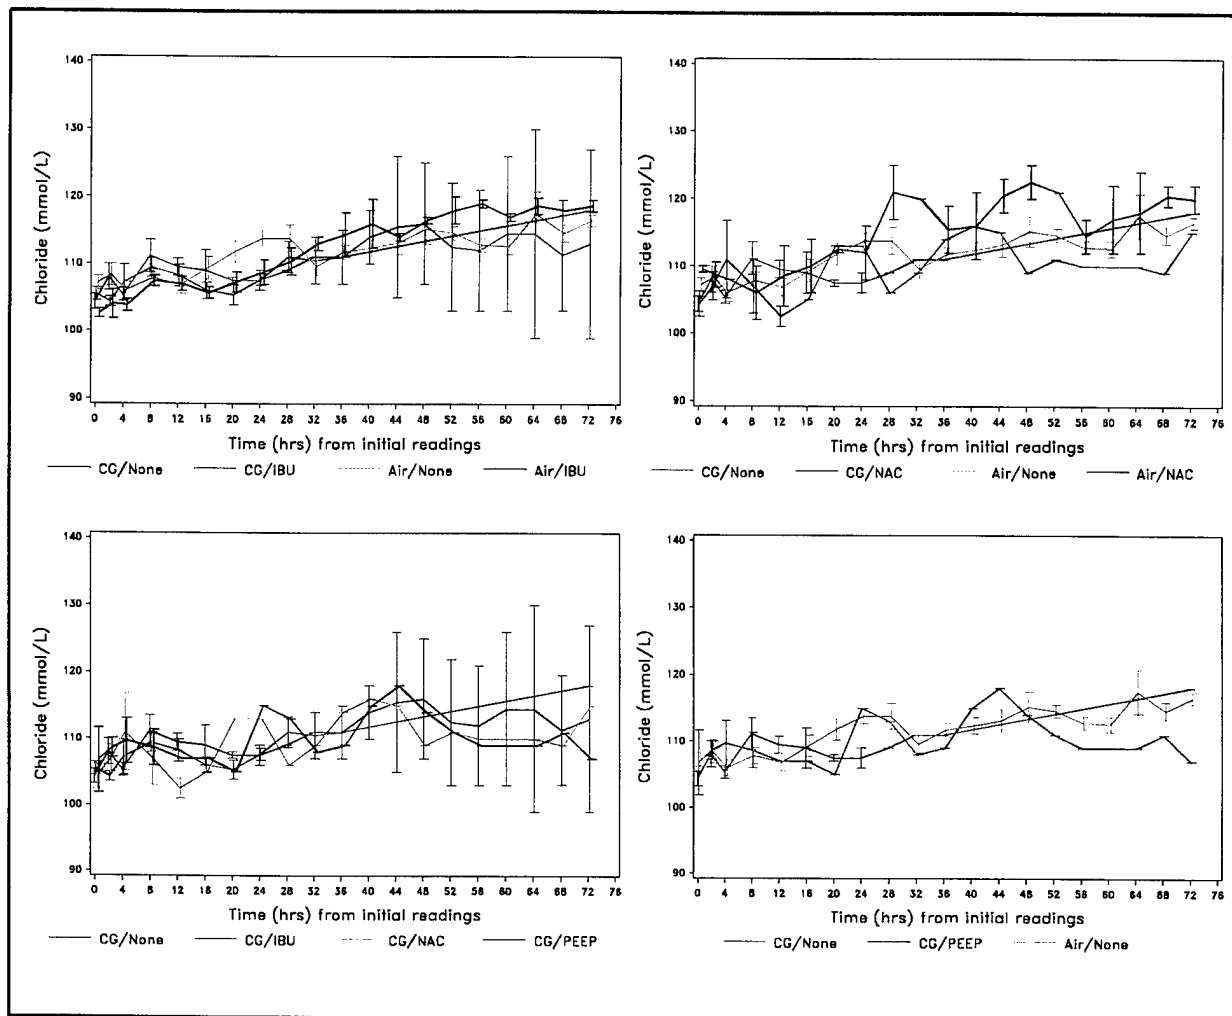 140
130
120
110
100
90
Chloride (mmol/L)
0 4 8 12 16 20 24 28 32 36 40 44 48 52 56 60 64 68 72 76
Time (hrs) from initial readings
CG/None CG/IBU Air/None Air/IBU
140
130
120
110
100
90
Chloride (mmol/L)
0 4 8 12 16 20 24 28 32 36 40 44 48 52 56 60 64 68 72 76
Time (hrs) from initial readings
CG/None CG/NAC Air/None Air/NAC
140
130
120
110
100
90
Chloride (mmol/L)
0 4 8 12 16 20 24 28 32 36 40 44 48 52 56 60 64 68 72 76
Time (hrs) from initial readings
CG/None CG/IBU CG/NAC CG/PEEP
140
130
120
110
100
90
Chloride (mmol/L)
0 4 8 12 16 20 24 28 32 36 40 44 48 52 56 60 64 68 72 76
Time (hrs) from initial readings
CG/None CG/PEEP Air/None